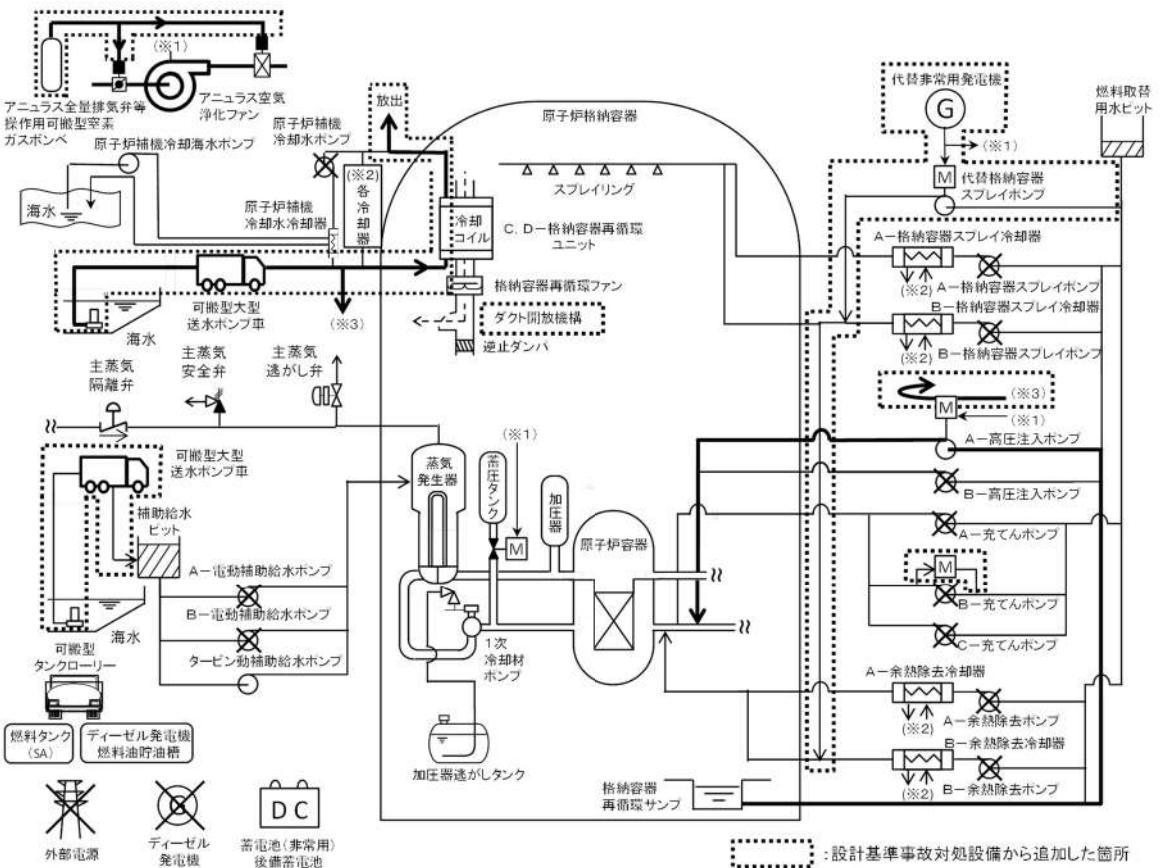 (※1)
アニュラス全量排気弁等
操作用可搬型窒素
ガスボンベ
アニュラス空気
浄化ファン
原子炉補機冷却海水ポンプ
海水
原子炉補機
冷却水ポンプ
(※2)
各
冷
却
器
原子炉補機
冷却水冷却器
放出
原子炉格納容器
スプレイリング
冷却
コイル
C, D-格納容器再循環
ユニット
格納容器再循環ファン
ダクト開放機構
逆止ダンパ
可搬型大型
送水ポンプ車
海水
(※3)
代替非常用発電機
G
(※1)
M
代替格納容器
スプレイポンプ
燃料取替
用水ピット
A-格納容器スプレイ冷却器
(※2)
A-格納容器スプレイポンプ
B-格納容器スプレイ冷却器
(※2)
B-格納容器スプレイポンプ
(※3)
M
(※1)
A-高圧注入ポンプ
B-高圧注入ポンプ
A-充てんポンプ
M
B-充てんポンプ
C-充てんポンプ
A-余熱除去冷却器
(※2)
A-余熱除去ポンプ
B-余熱除去冷却器
(※2)
B-余熱除去ポンプ
主蒸気
隔離弁
主蒸気
安全弁
主蒸気
逃がし弁
可搬型大型
送水ポンプ車
補助給水
ピット
A-電動補助給水ポンプ
B-電動補助給水ポンプ
タービン動補助給水ポンプ
海水
蒸気
発生器
蓄圧タンク
(※1)
M
加圧器
原子炉容器
1次
冷却材
ポンプ
加圧器逃がしタンク
格納容器
再循環サンプ
可搬型
タンクローリー
燃料タンク
(SA)
ディーゼル発電機
燃料油貯油槽
外部電源
G
ディーゼル
発電機
DC
蓄電池(非常用)
後備蓄電池
:設計基準事故対処設備から追加した箇所